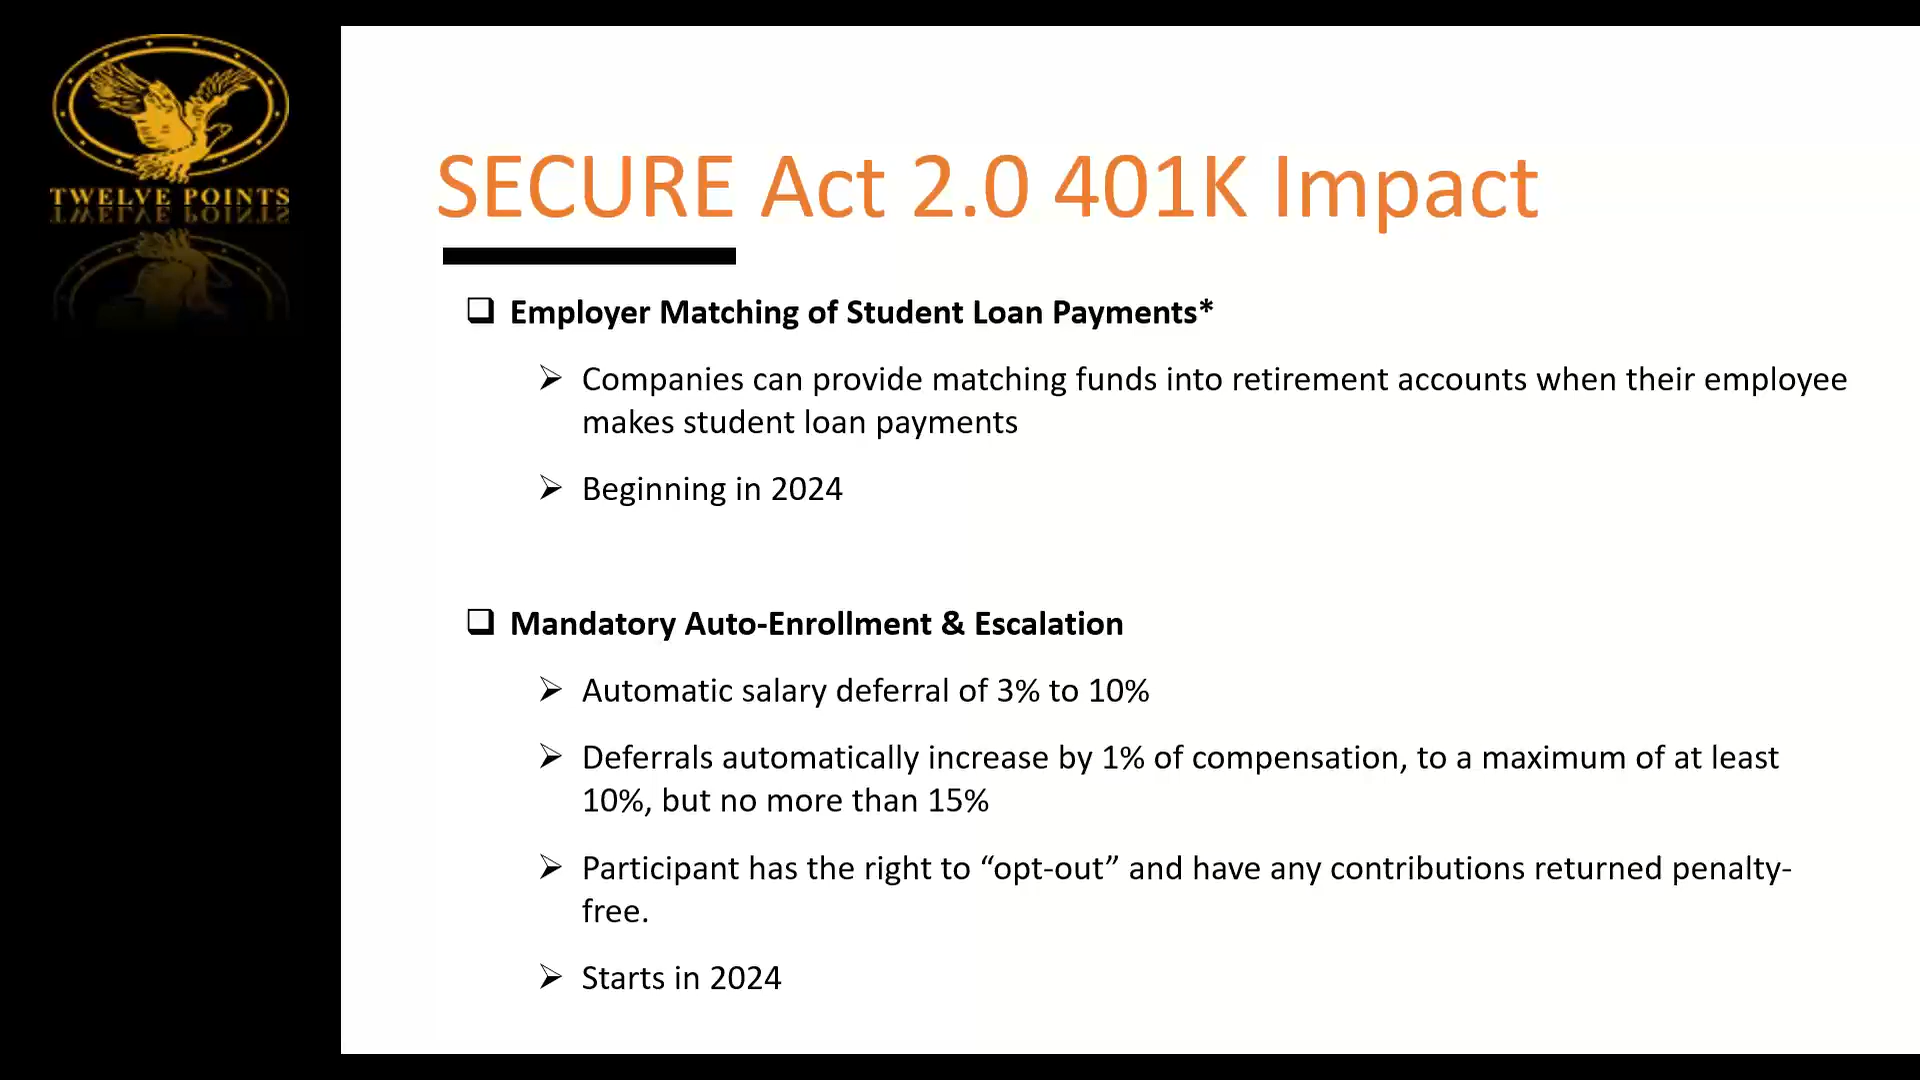 TWELVE POINTS
SECURE Act 2.0 401K Impact
Employer Matching of Student Loan Payments*
Companies can provide matching funds into retirement accounts when their employee
makes student loan payments
Beginning in 2024
Mandatory Auto-Enrollment & Escalation
Automatic salary deferral of 3% to 10%
Deferrals automatically increase by 1% of compensation, to a maximum of at least
10%, but no more than 15%
Participant has the right to “opt-out” and have any contributions returned penalty-
free.
Starts in 2024